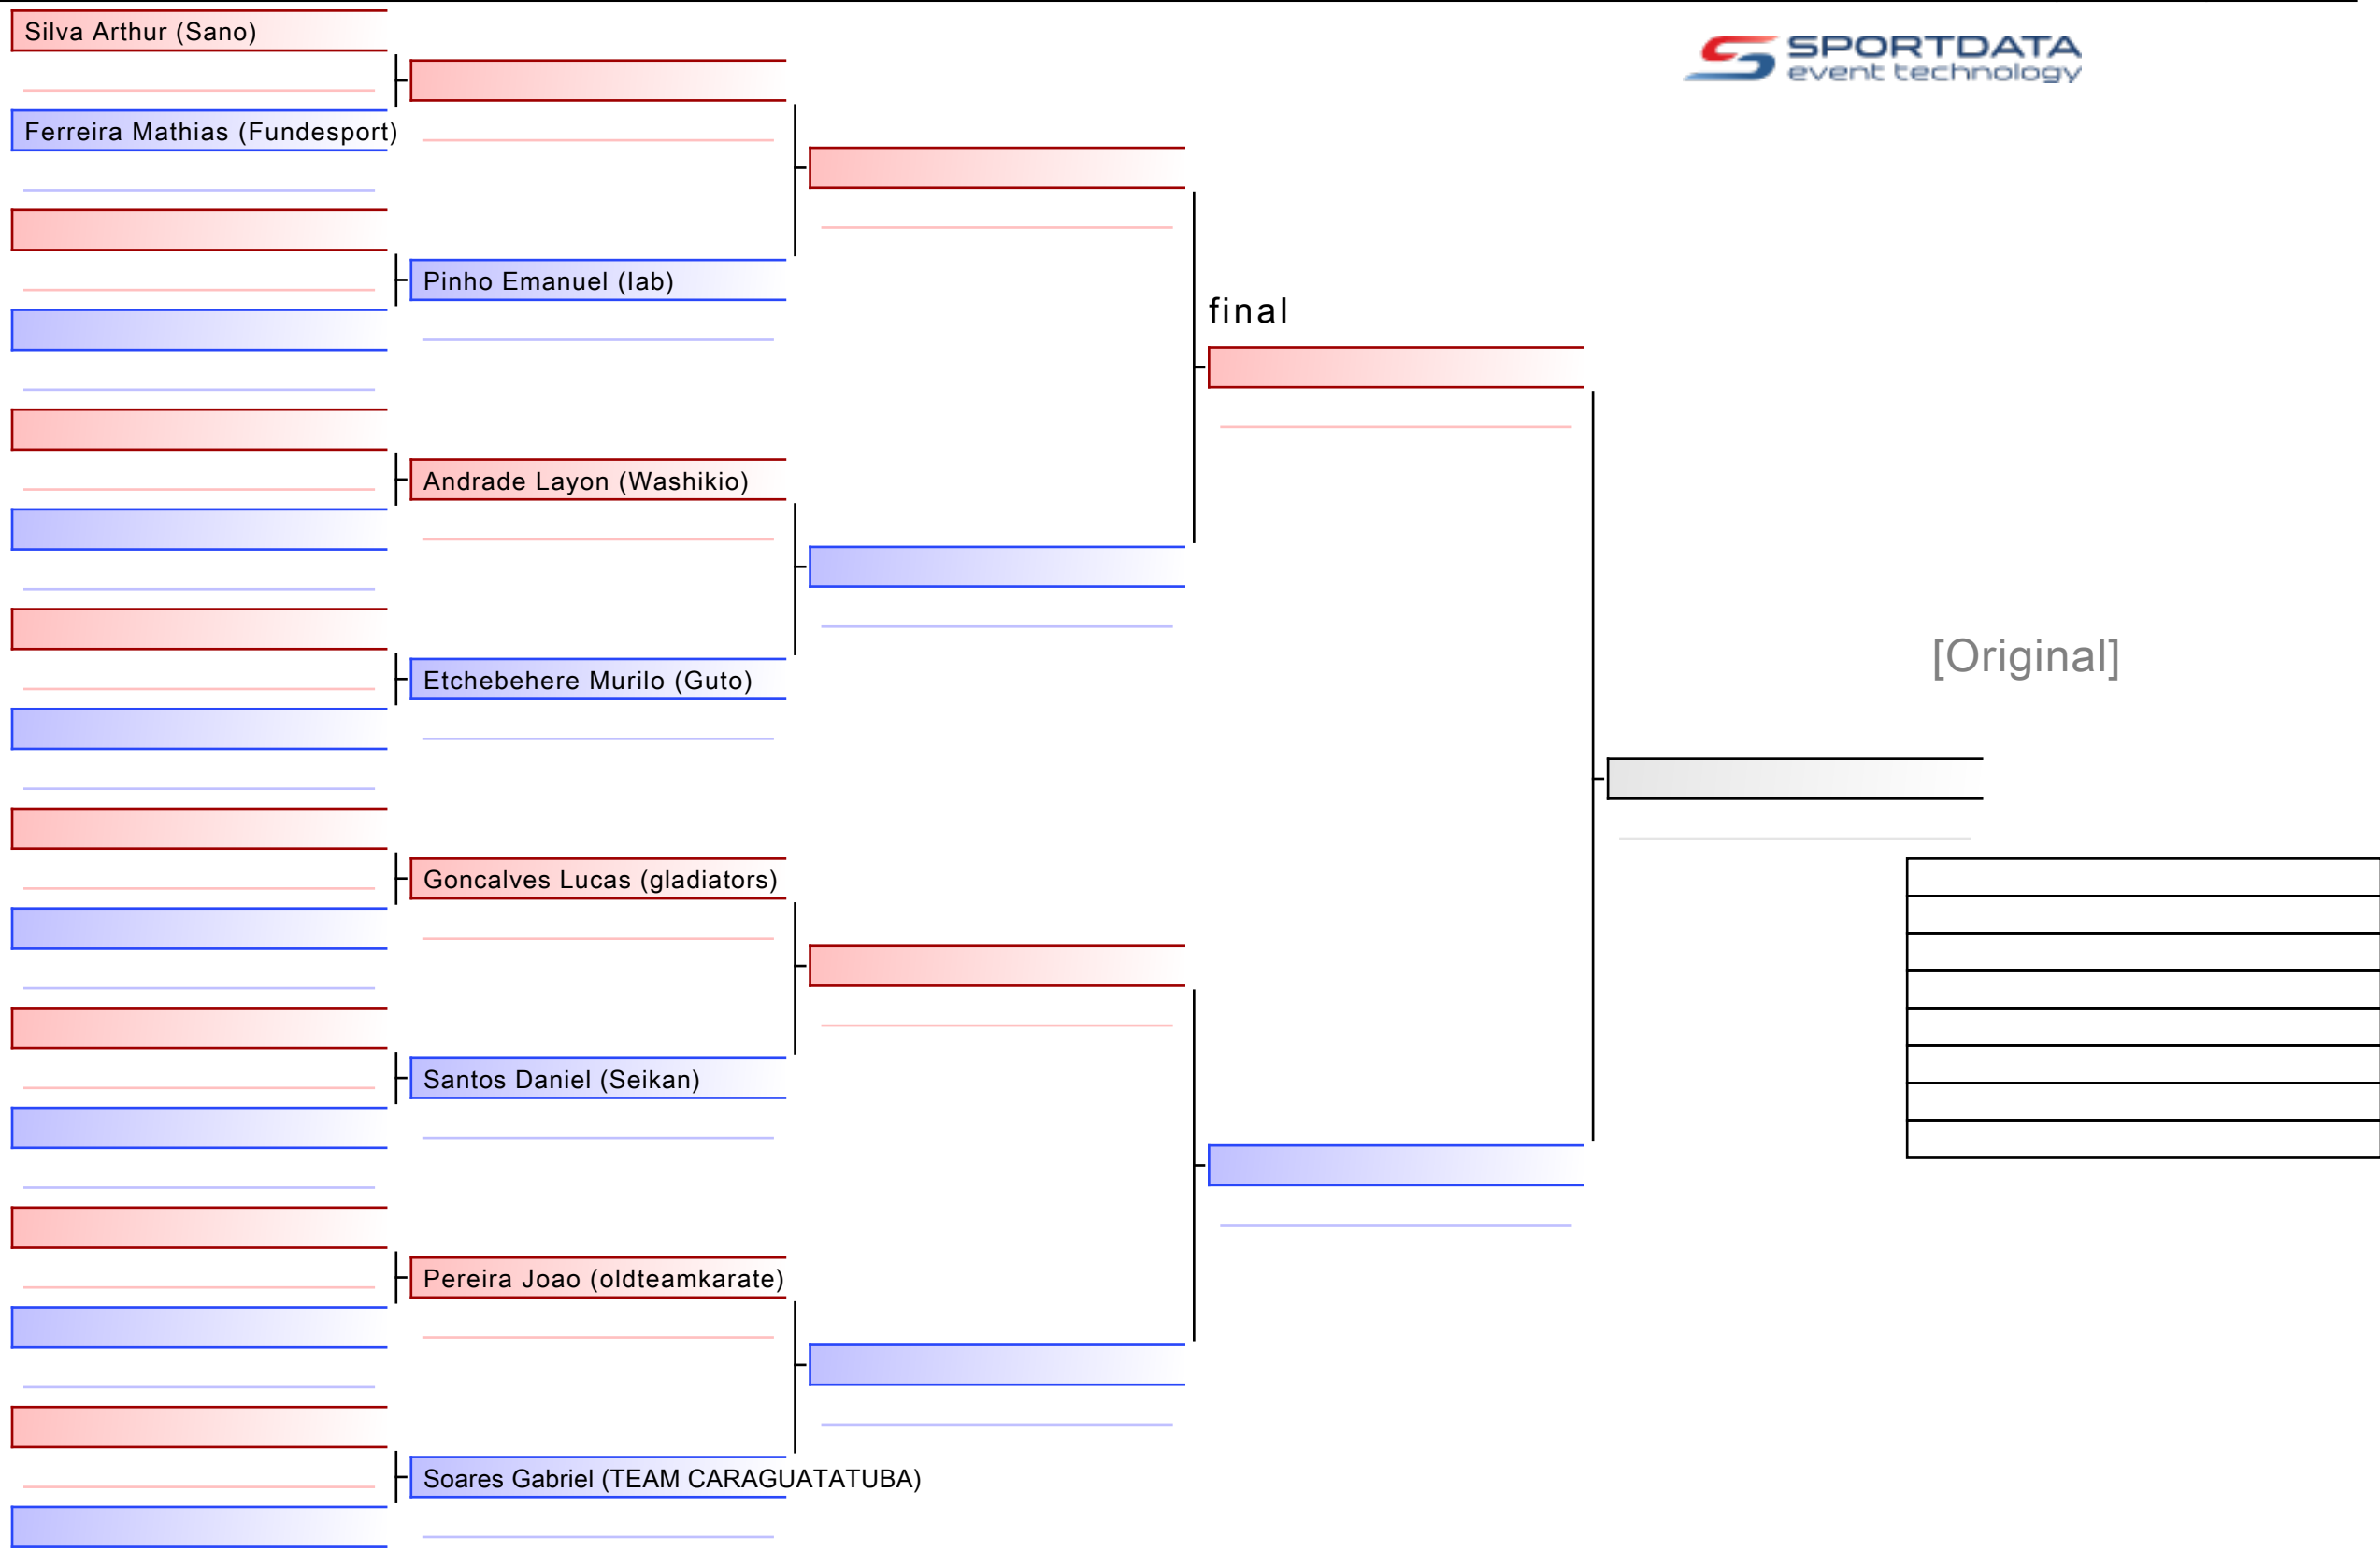 Silva Arthur (Sano)
SPORTDATA
event technology
Ferreira Mathias (Fundesport)
Pinho Emanuel (Iab)
final
Andrade Layon (Washikio)
[Original]
Etchebehere Murilo (Guto)
Goncalves Lucas (gladiators)
Santos Daniel (Seikan)
Pereira Joao (oldteamkarate)
Soares Gabriel (TEAM CARAGUATATUBA)